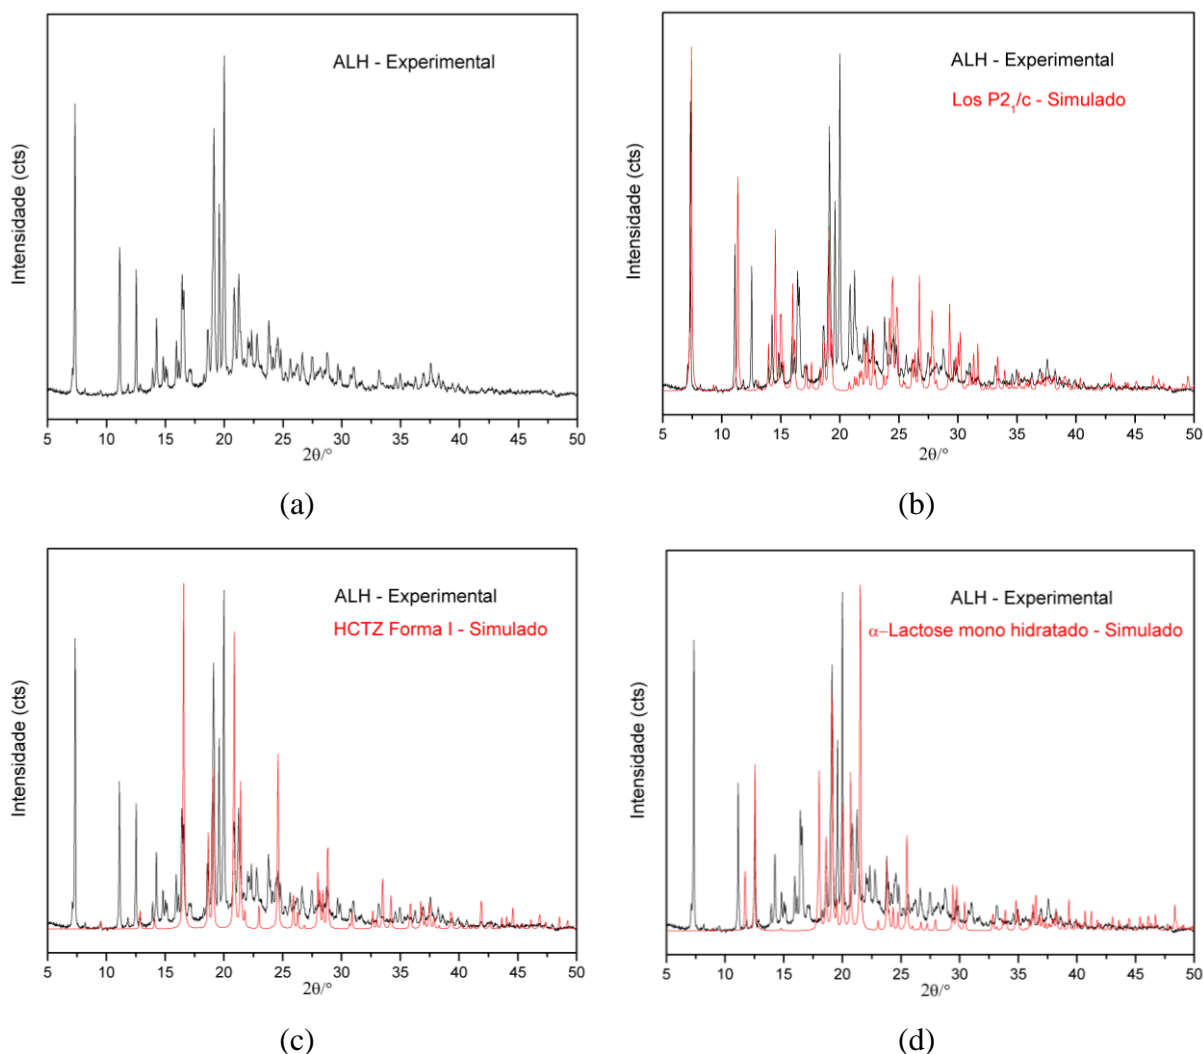 ALH - Experimental
Intensidade (cts)
5 10 15 20 25 30 35 40 45 50
2θ/°
(a)
ALH - Experimental
Los P2₁/c - Simulado
Intensidade (cts)
5 10 15 20 25 30 35 40 45 50
2θ/°
(b)
ALH - Experimental
HCTZ Forma I - Simulado
Intensidade (cts)
5 10 15 20 25 30 35 40 45 50
2θ/°
(c)
ALH - Experimental
α-Lactose mono hidratado - Simulado
Intensidade (cts)
5 10 15 20 25 30 35 40 45 50
2θ/°
(d)